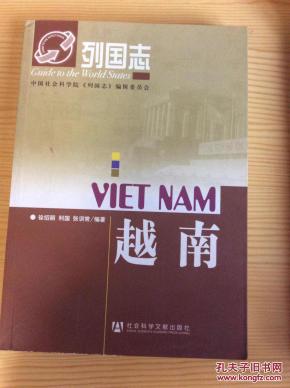 列国志
Guide to the World States
中国社会科学院《列国志》编辑委员会
VIET NAM
徐绍丽 利国 张训常/编著
越南
社会科学文献出版社
孔夫子旧书网